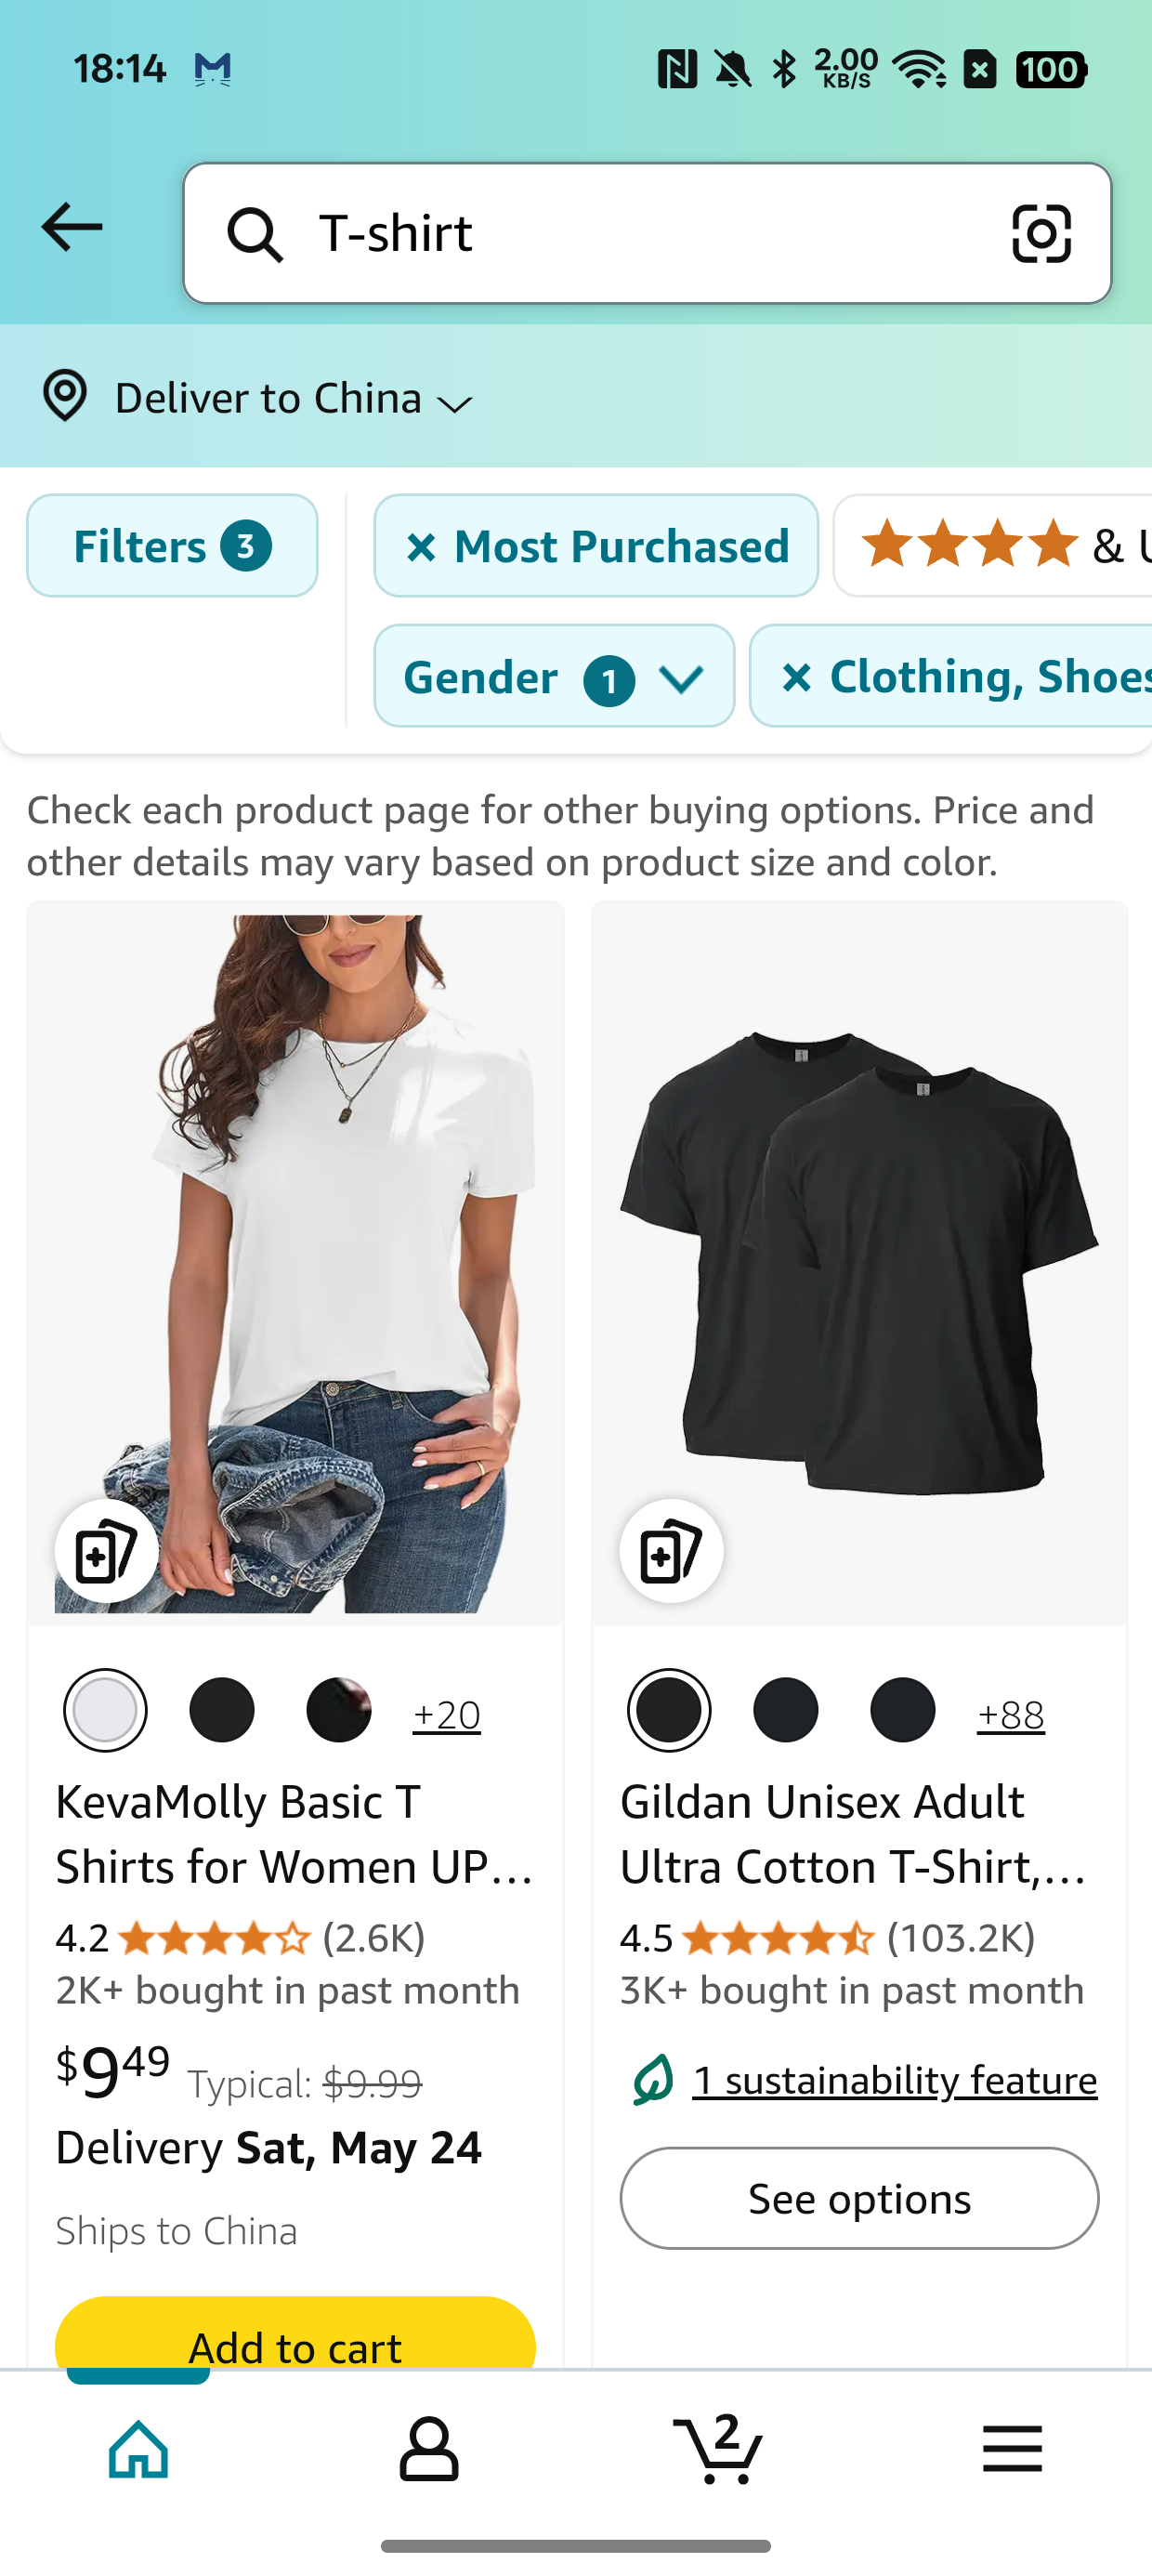 18:14
2.00
KB/S
100
T-shirt
Deliver to China
Filters 3
Most Purchased
& U
Gender 1
Clothing, Shoes
Check each product page for other buying options. Price and
other details may vary based on product size and color.
+20
KevaMolly Basic T
Shirts for Women UP...
4.2 (2.6K)
2K+ bought in past month
$9.49 Typical: $9.99
Delivery Sat, May 24
Ships to China
Add to cart
+88
Gildan Unisex Adult
Ultra Cotton T-Shirt,...
4.5 (103.2K)
3K+ bought in past month
1 sustainability feature
See options
2